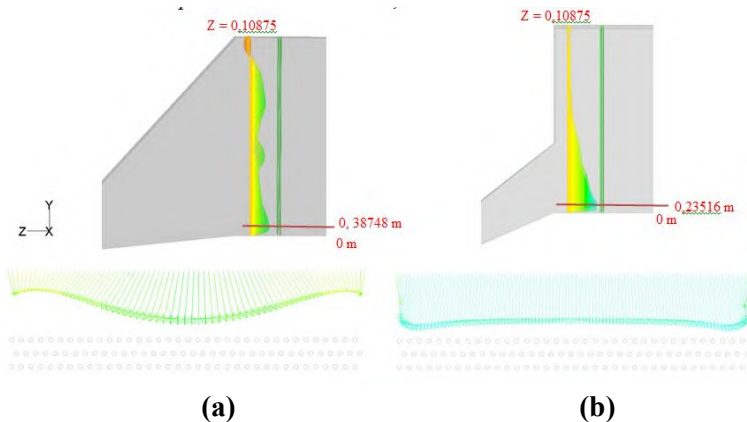 Z = 0,10875
Z = 0,10875
Y
Z X
0, 38748 m
0 m
0,23516 m
0 m
(a)
(b)